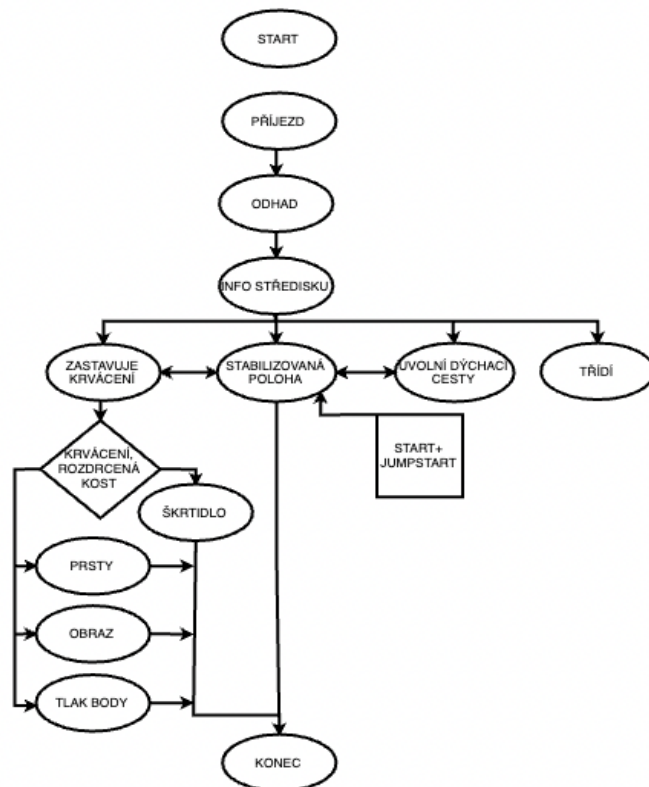 START
PŘÍJEZD
ODHAD
INFO STŘEDISKU
ZASTAVUJE
KRVÁCENÍ
STABILIZOVANÁ
POLOHA
UVOLNÍ DÝCHACÍ
CESTY
TŘÍDÍ
START+
JUMPSTART
KRVÁCENÍ,
ROZDRCENÁ
KOST
ŠKRTIDLO
PRSTY
OBRAZ
TLAK BODY
KONEC